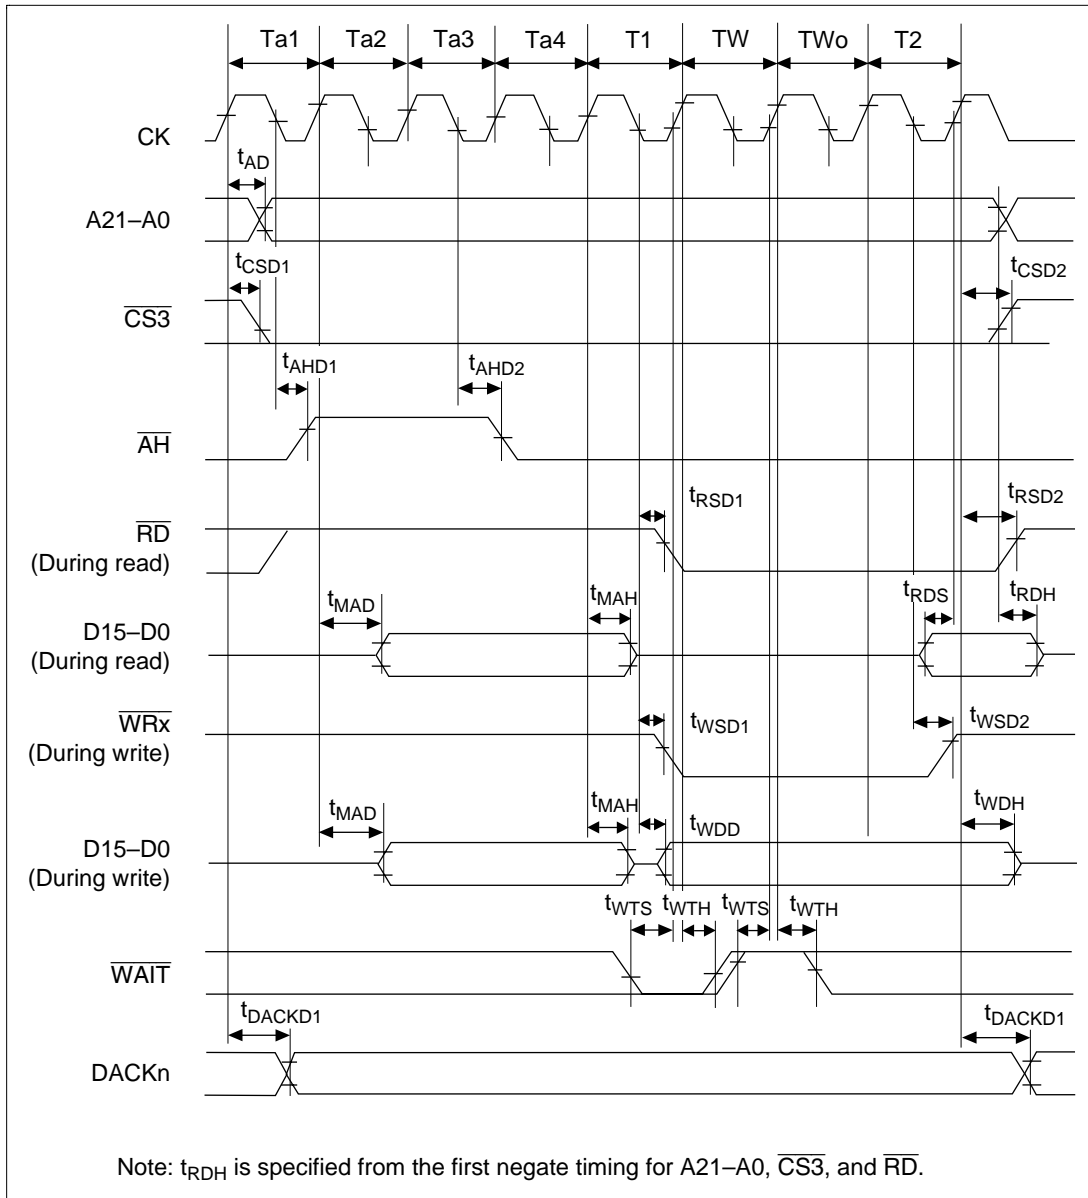 Ta1 Ta2 Ta3 Ta4 T1 TW TWo T2
CK
tAD
A21–A0
tCSD1 tCSD2
CS3
tAHD1 tAHD2
AH
tRSD1 tRSD2
RD
(During read)
tMAD tMAH tRDS tRDH
D15–D0
(During read)
WRx
(During write)
tWSD1 tWSD2
tMAD tMAH tWDD tWDH
D15–D0
(During write)
tWTS tWTH tWTS tWTH
WAIT
tDACKD1 tDACKD1
DACKn
Note: tRDH is specified from the first negate timing for A21–A0, CS3, and RD.